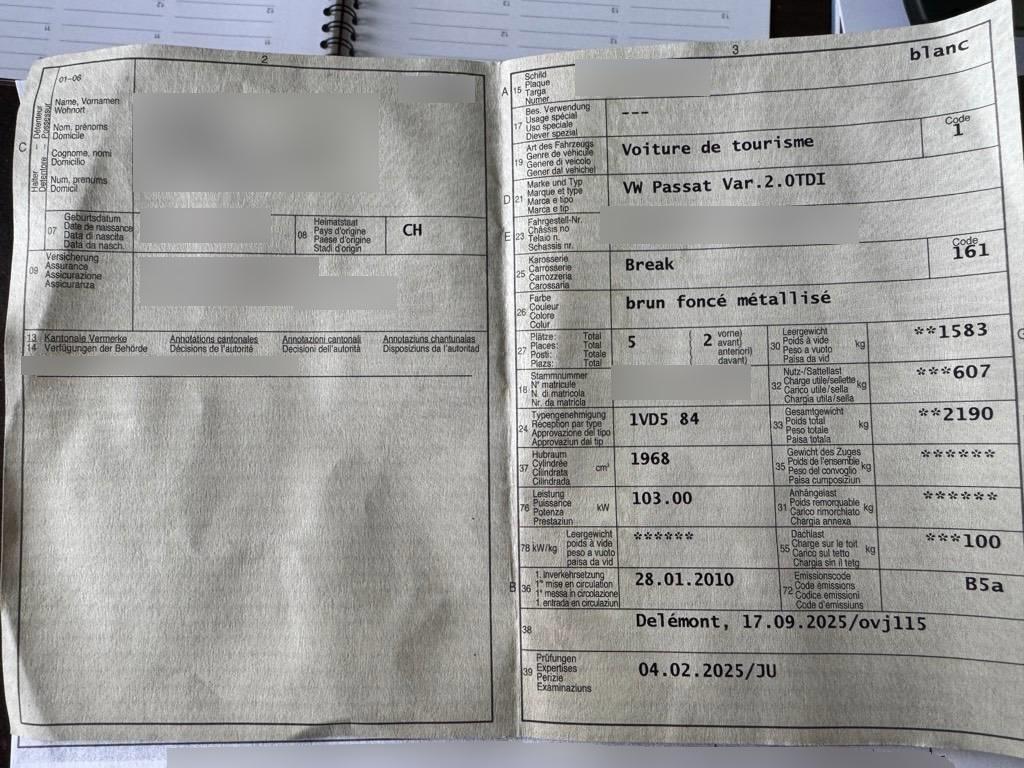 2
01-06
C
Halter – Détenteur
Detentore – Possessur
Name, Vornamen
Wohnort
Nom, prénoms
Domicile
Cognome, nomi
Domicilio
Num, prenums
Domicil
07
Geburtsdatum
Date de naissance
Data di nascita
Data da nasch.
08
Heimatstaat
Pays d'origine
Paese d'origine
Stadi d'origin
CH
09
Versicherung
Assurance
Assicurazione
Assicuranza
13 Kantonale Vermerke Annotations cantonales Annotazioni cantonali Annotaziuns chantunalas
14 Verfügungen der Behörde Décisions de l'autorité Decisioni dell'autorità Disposiziuns da l'autoritad
3
blanc
A 15
Schild
Plaque
Targa
Numer
17
Bes. Verwendung
Usage spécial
Uso speciale
Diever spezial
---
19
Art des Fahrzeugs
Genre de véhicule
Genere di veicolo
Gener dal vehichel
Voiture de tourisme
Code
1
D 21
Marke und Typ
Marque et type
Marca e tipo
Marca e tip
VW Passat Var.2.0TDI
E 23
Fahrgestell-Nr.
Châssis no
Telaio n.
Schassis nr.
25
Karosserie
Carrosserie
Carrozzeria
Carossaria
Break
Code
161
26
Farbe
Couleur
Colore
Colur
brun foncé métallisé
27
Plätze: Total
Places: Total
Posti: Totale
Plazs: Total
5
( 2 vorne)
avant)
anteriori)
davant)
30
Leergewicht
Poids à vide
Peso a vuoto
Paisa da vid
kg
**1583
18
Stammnummer
N° matricule
N. di matricola
Nr. da matricla
32
Nutz-/Sattellast
Charge utile/sellette
Carico utile/sella
Chargia utila/sella
kg
***607
24
Typengenehmigung
Réception par type
Approvazione del tipo
Approvaziun dal tip
1VD5 84
33
Gesamtgewicht
Poids total
Peso totale
Paisa totala
kg
**2190
37
Hubraum
Cylindrée
Cilindrata
Cilindrada
cm³
1968
35
Gewicht des Zuges
Poids de l'ensemble
Peso del convoglio
Paisa cumposiziun
kg
******
76
Leistung
Puissance
Potenza
Prestaziun
kW
103.00
31
Anhängelast
Poids remorquable
Carico rimorchiato
Chargia annexa
kg
******
78 kW/kg
Leergewicht
poids à vide
peso a vuoto
paisa da vid
******
55
Dachlast
Charge sur le toit
Carico sul tetto
Chargia sin il tetg
kg
***100
B 36
1. Inverkehrsetzung
1re mise en circulation
1a messa in circolazione
1. entrada en circulaziun
28.01.2010
72
Emissionscode
Code émissions
Codice emissioni
Code d'emissiuns
B5a
38
Delémont, 17.09.2025/ovj115
39
Prüfungen
Expertises
Perizie
Examinaziuns
04.02.2025/JU